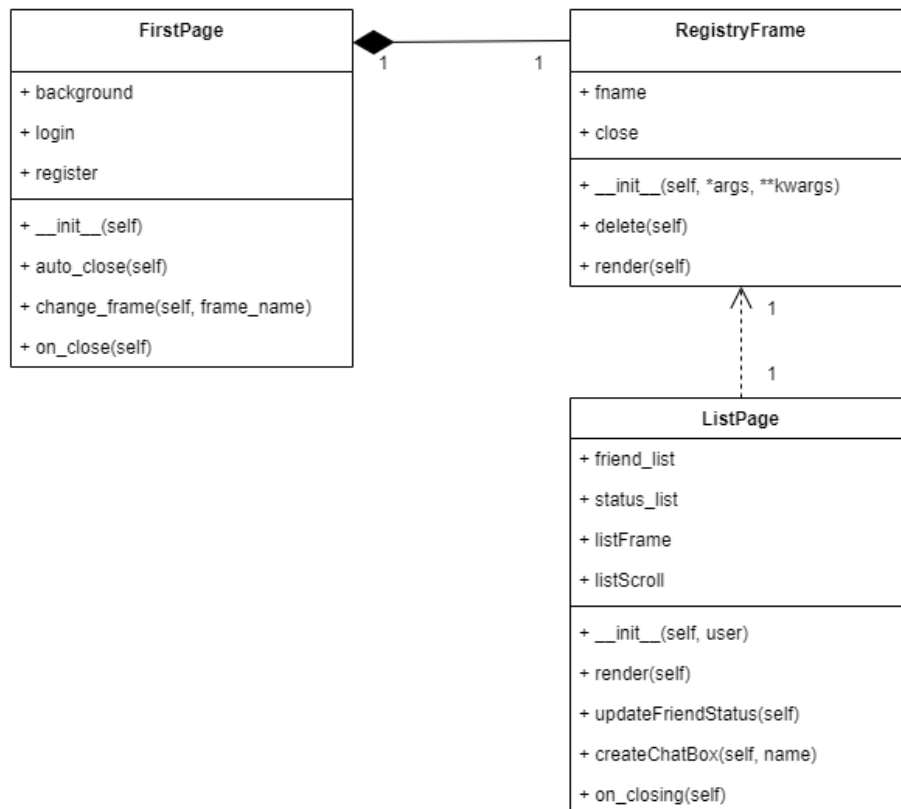 FirstPage
+ background
+ login
+ register
+ __init__(self)
+ auto_close(self)
+ change_frame(self, frame_name)
+ on_close(self)
1
1
RegistryFrame
+ fname
+ close
+ __init__(self, *args, **kwargs)
+ delete(self)
+ render(self)
1
1
ListPage
+ friend_list
+ status_list
+ listFrame
+ listScroll
+ __init__(self, user)
+ render(self)
+ updateFriendStatus(self)
+ createChatBox(self, name)
+ on_closing(self)